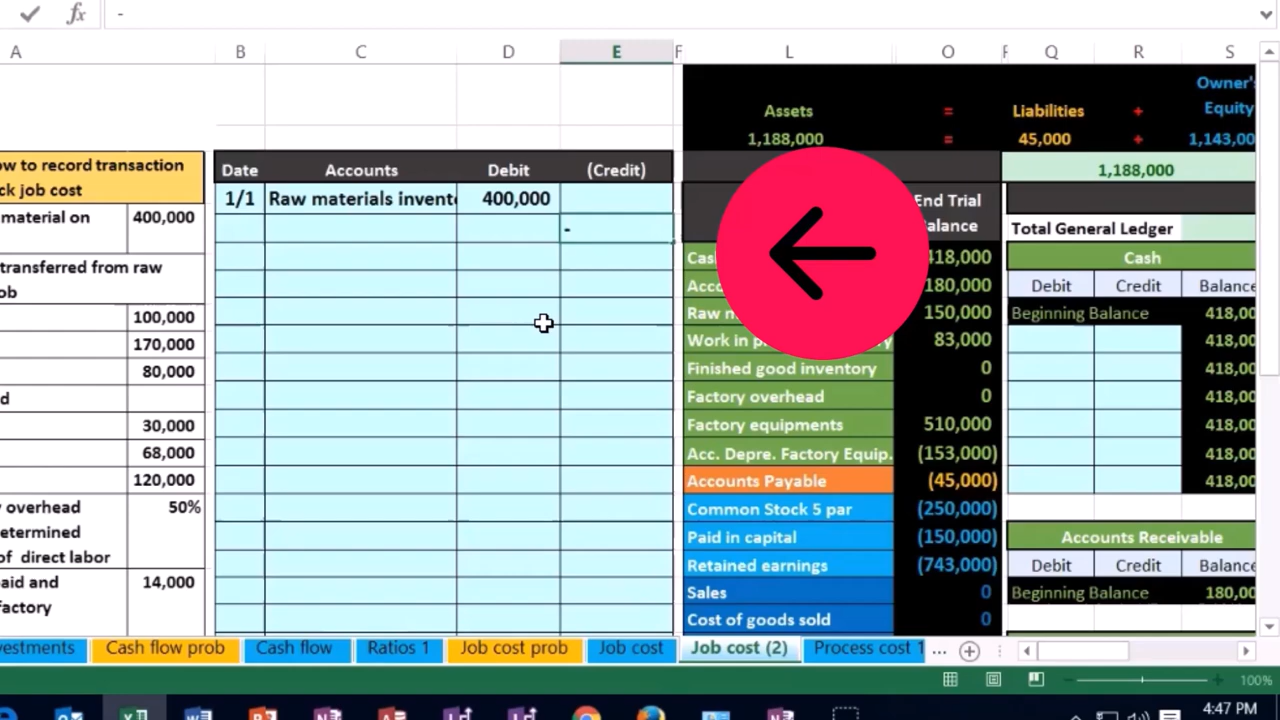 fx -
A B C D E F L O Q R S
Owner's
Assets = Liabilities + Equity
1,188,000 = 45,000 + 1,143,00
ow to record transaction
ck job cost
Date Accounts Debit (Credit)
1,188,000
1/1 Raw materials invent 400,000
End Trial
material on 400,000
-
Total General Ledger
Cash
418,000
transferred from raw
ob
180,000
Debit Credit Balance
100,000
Raw 150,000
Beginning Balance 418,00
170,000
Work in 83,000
418,00
80,000
Finished good inventory 0
418,00
d
Factory overhead 0
418,00
30,000
Factory equipments 510,000
418,00
68,000
Acc. Depre. Factory Equip. (153,000)
418,00
120,000
Accounts Payable (45,000)
418,00
overhead 50%
etermined
of direct labor
Common Stock 5 par (250,000)
Paid in capital (150,000)
Accounts Receivable
Retained earnings (743,000)
Debit Credit Balance
aid and 14,000
factory
Sales 0
Beginning Balance 180,00
Cost of goods sold 0
vestments Cash flow prob Cash flow Ratios 1 Job cost prob Job cost Job cost (2) Process cost 1 ...
100%
4:47 PM